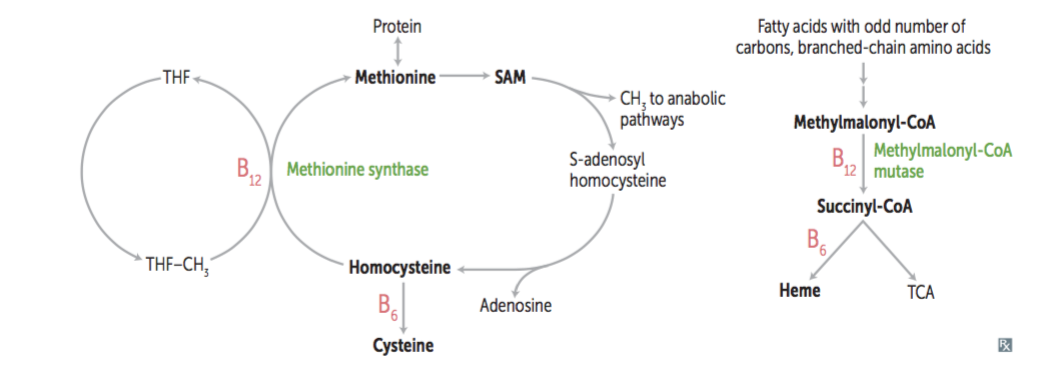 Protein
Methionine
SAM
THF
CH₃ to anabolic
pathways
B₁₂
Methionine synthase
S-adenosyl
homocysteine
THF–CH₃
Homocysteine
B₆
Adenosine
Cysteine
Fatty acids with odd number of
carbons, branched-chain amino acids
Methylmalonyl-CoA
B₁₂
Methylmalonyl-CoA
mutase
Succinyl-CoA
B₆
Heme
TCA
Rx